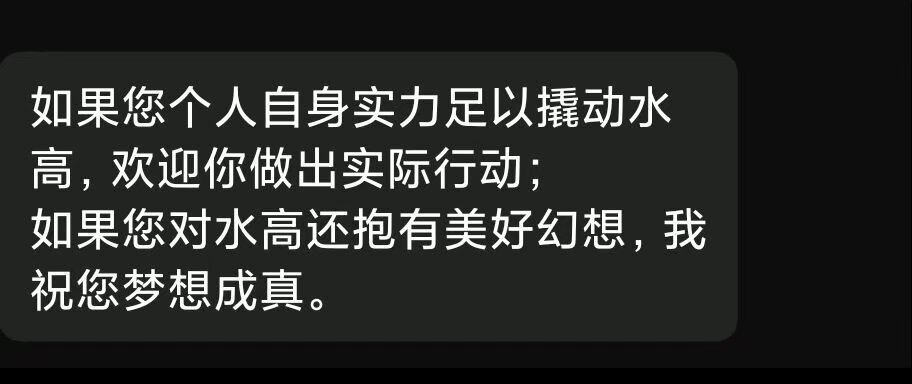 如果您个人自身实力足以撬动水
高，欢迎你做出实际行动；
如果您对水高还抱有美好幻想，我
祝您梦想成真。